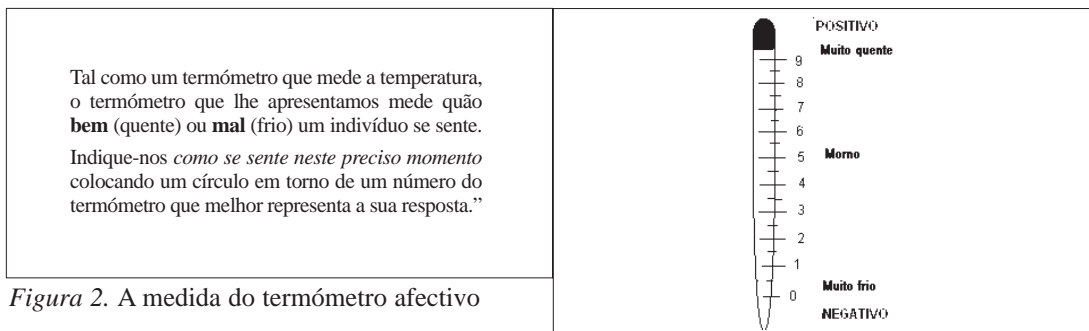 Tal como um termómetro que mede a temperatura,
o termómetro que lhe apresentamos mede quão
bem (quente) ou mal (frio) um indivíduo se sente.
Indique-nos como se sente neste preciso momento
colocando um círculo em torno de um número do
termómetro que melhor representa a sua resposta.”
Figura 2. A medida do termómetro afectivo
POSITIVO
Muito quente
9
8
7
6
5 Morno
4
3
2
1
Muito frio
0
NEGATIVO